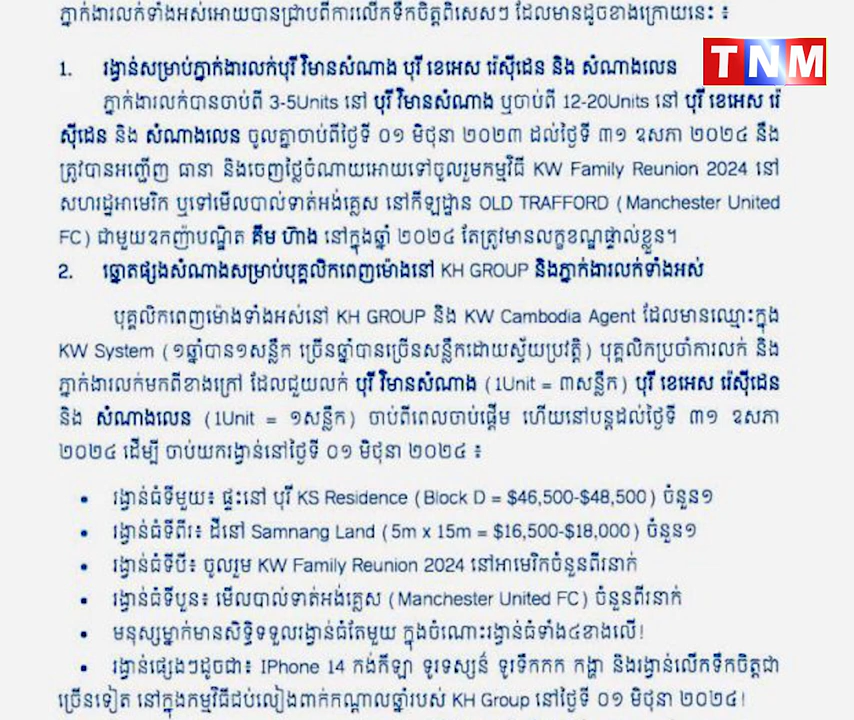 ភ្នាក់ងារលក់ទាំងអស់អោយបានជ្រាបពីការលើកទឹកចិត្តពិសេសៗ ដែលមានដូចខាងក្រោយនេះ ៖
TNM
1. រង្វាន់សម្រាប់ភ្នាក់ងារលក់បុរី វិមានសំណាង បុរី ខេអេស រ៉េស៊ីដេន និង សំណាងលេន
ភ្នាក់ងារលក់បានចាប់ពី 3-5Units នៅ បុរី វិមានសំណាង ឬចាប់ពី 12-20Units នៅ បុរី ខេអេស រ៉េ
ស៊ីដេន និង សំណាងលេន ចូលគ្នាចាប់ពីថ្ងៃទី ០១ មិថុនា ២០២៣ ដល់ថ្ងៃទី ៣១ ឧសភា ២០២៤ នឹង
ត្រូវបានអញ្ជើញ ធានា និងចេញថ្លៃចំណាយអោយទៅចូលរួមកម្មវិធី KW Family Reunion 2024 នៅ
សហរដ្ឋអាមេរិក ឬទៅមើលបាល់ទាត់អង់គ្លេស នៅកីឡដ្ឋាន OLD TRAFFORD (Manchester United
FC) ជាមួយឧកញ៉ាបណ្ឌិត គឹម ហ៊ាង នៅក្នុងឆ្នាំ ២០២៤ តែត្រូវមានលក្ខខណ្ឌផ្ទាល់ខ្លួន។
2. ឆ្នោតផ្សងសំណាងសម្រាប់បុគ្គលិកពេញម៉ោងនៅ KH GROUP និងភ្នាក់ងារលក់ទាំងអស់
បុគ្គលិកពេញម៉ោងទាំងអស់នៅ KH GROUP និង KW Cambodia Agent ដែលមានឈ្មោះក្នុង
KW System (១ឆ្នាំបាន១សន្លឹក ច្រើនឆ្នាំបានច្រើនសន្លឹកដោយស្វ័យប្រវត្តិ) បុគ្គលិកប្រចាំការលក់ និង
ភ្នាក់ងារលក់មកពីខាងក្រៅ ដែលជួយលក់ បុរី វិមានសំណាង (1Unit = ៣សន្លឹក) បុរី ខេអេស រ៉េស៊ីដេន
និង សំណាងលេន (1Unit = ១សន្លឹក) ចាប់ពីពេលចាប់ផ្តើម ហើយនៅបន្តដល់ថ្ងៃទី ៣១ ឧសភា
២០២៤ ដើម្បី ចាប់យករង្វាន់នៅថ្ងៃទី ០១ មិថុនា ២០២៤ ៖
• រង្វាន់ធំទីមួយ៖ ផ្ទះនៅ បុរី KS Residence (Block D = $46,500-$48,500) ចំនួន១
• រង្វាន់ធំទីពីរ៖ ដីនៅ Samnang Land (5m x 15m = $16,500-$18,000) ចំនួន១
• រង្វាន់ធំទីបី៖ ចូលរួម KW Family Reunion 2024 នៅអាមេរិកចំនួនពីរនាក់
• រង្វាន់ធំទីបួន៖ មើលបាល់ទាត់អង់គ្លេស (Manchester United FC) ចំនួនពីរនាក់
• មនុស្សម្នាក់មានសិទ្ធិទទួលរង្វាន់ធំតែមួយ ក្នុងចំណោះរង្វាន់ធំទាំង៤ខាងលើ!
• រង្វាន់ផ្សេងៗដូចជា៖ IPhone 14 កង់កីឡា ទូរទស្សន៍ ទូរទឹកកក កង្ហា និងរង្វាន់លើកទឹកចិត្តជា
ច្រើនទៀត នៅក្នុងកម្មវិធីជប់លៀងពាក់កណ្តាលឆ្នាំរបស់ KH Group នៅថ្ងៃទី ០១ មិថុនា ២០២៤!